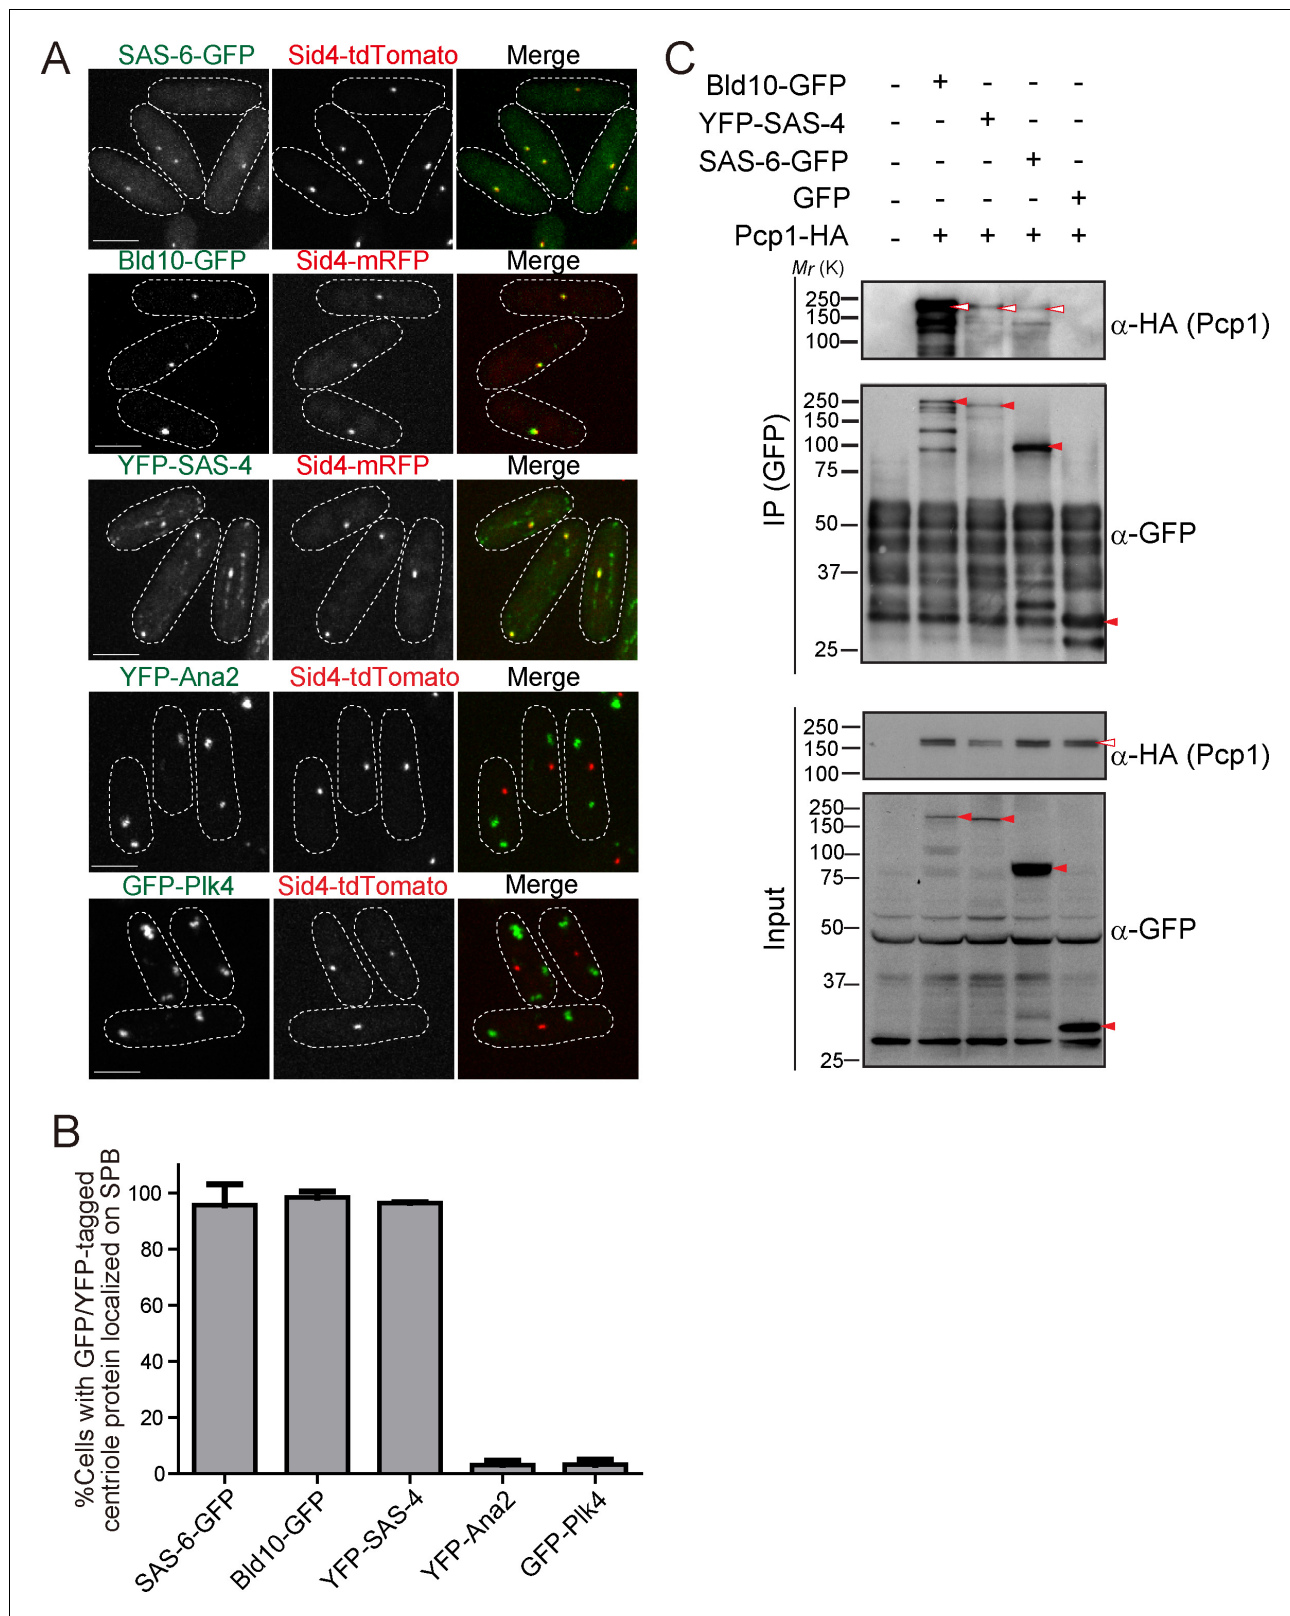 A
SAS-6-GFP Sid4-tdTomato Merge
Bld10-GFP Sid4-mRFP Merge
YFP-SAS-4 Sid4-mRFP Merge
YFP-Ana2 Sid4-tdTomato Merge
GFP-Plk4 Sid4-tdTomato Merge
B
%Cells with GFP/YFP-tagged
centriole protein localized on SPB
100
80
60
40
20
0
SAS-6-GFP
Bld10-GFP
YFP-SAS-4
YFP-Ana2
GFP-Plk4
C
Bld10-GFP - + - - -
YFP-SAS-4 - - + - -
SAS-6-GFP - - - + -
GFP - - - - +
Pcp1-HA - + + + +
Mr (K)
IP (GFP)
250
150
100
α-HA (Pcp1)
250
150
100
75
50
37
25
α-GFP
Input
250
150
100
α-HA (Pcp1)
250
150
100
75
50
37
25
α-GFP